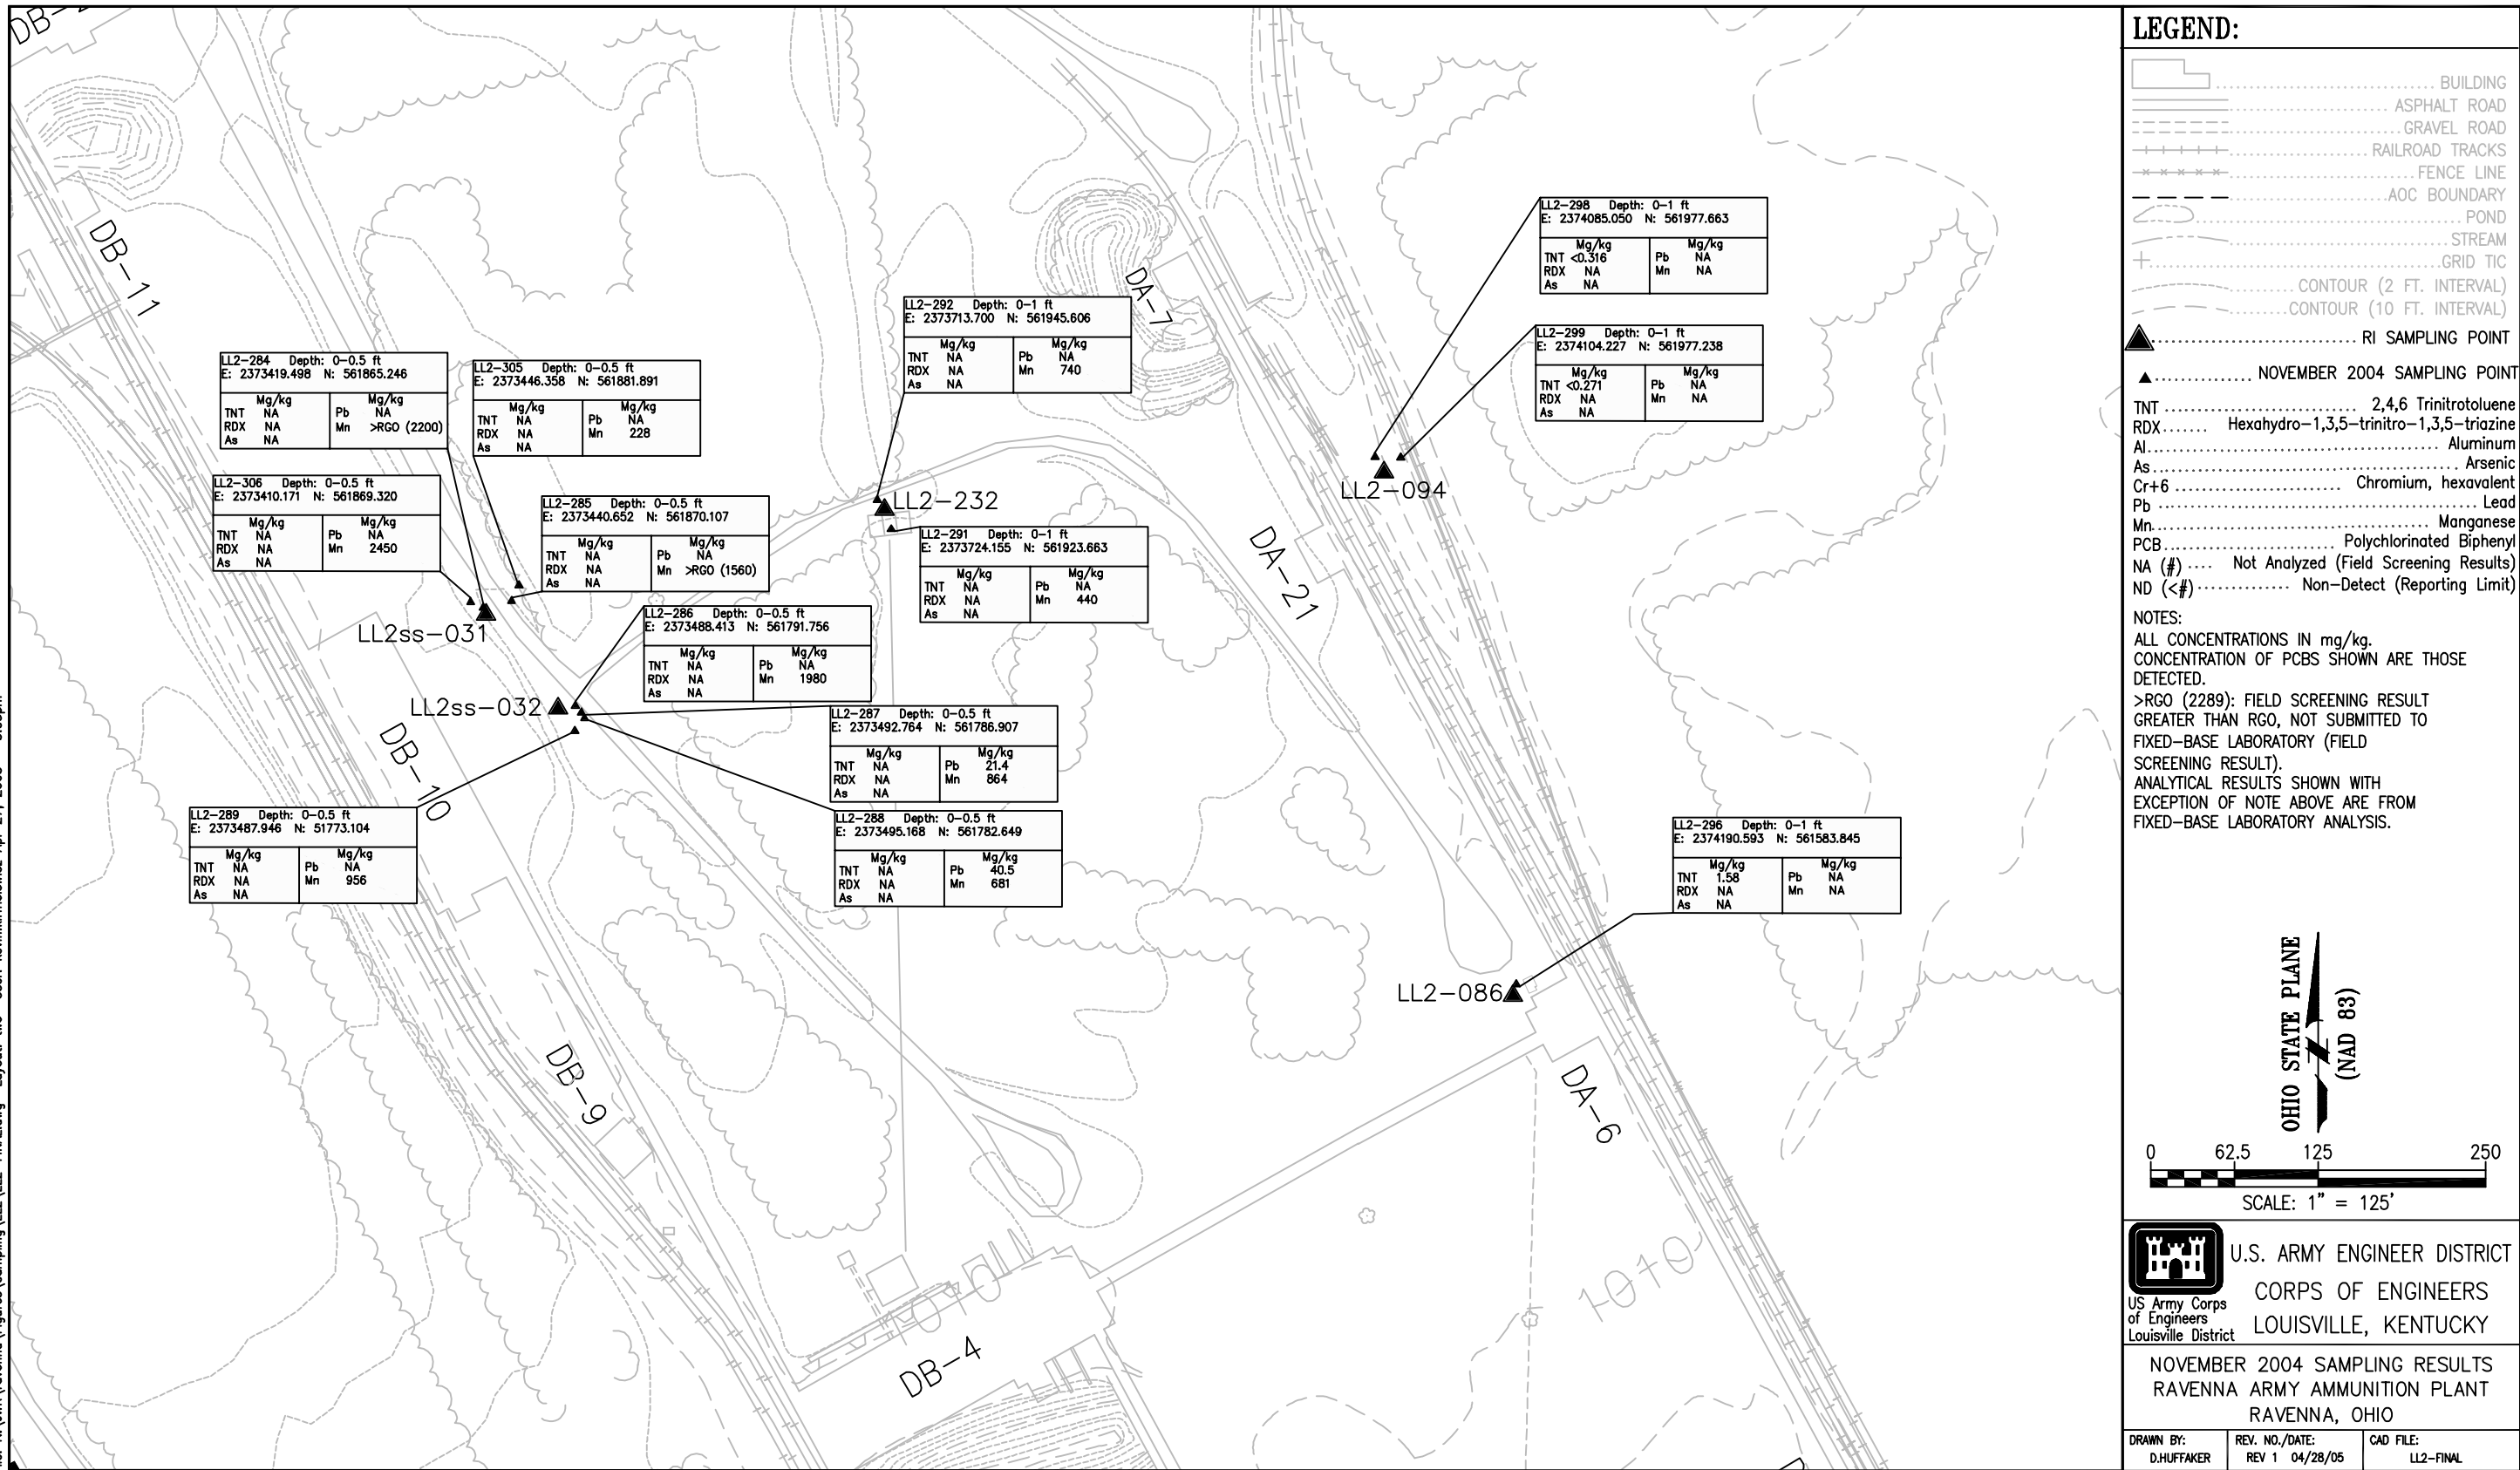 DB-11
DA-7
LL2-298 Depth: 0-1 ft
E: 2374085.050 N: 561977.663
Mg/kg Mg/kg
TNT <0.316 Pb NA
RDX NA Mn NA
As NA
LL2-292 Depth: 0-1 ft
E: 2373713.700 N: 561945.606
Mg/kg Mg/kg
TNT NA Pb NA
RDX NA Mn 740
As NA
LL2-299 Depth: 0-1 ft
E: 2374104.227 N: 561977.238
Mg/kg Mg/kg
TNT <0.271 Pb NA
RDX NA Mn NA
As NA
LL2-284 Depth: 0-0.5 ft
E: 2373419.498 N: 561865.246
Mg/kg Mg/kg
TNT NA Pb NA
RDX NA Mn >RGO (2200)
As NA
LL2-305 Depth: 0-0.5 ft
E: 2373446.358 N: 561881.891
Mg/kg Mg/kg
TNT NA Pb NA
RDX NA Mn 228
As NA
LL2-306 Depth: 0-0.5 ft
E: 2373410.171 N: 561869.320
Mg/kg Mg/kg
TNT NA Pb NA
RDX NA Mn 2450
As NA
LL2-285 Depth: 0-0.5 ft
E: 2373440.652 N: 561870.107
Mg/kg Mg/kg
TNT NA Pb NA
RDX NA Mn >RGO (1560)
As NA
LL2-232
LL2-094
LL2-291 Depth: 0-1 ft
E: 2373724.155 N: 561923.663
Mg/kg Mg/kg
TNT NA Pb NA
RDX NA Mn 440
As NA
DA-21
LL2ss-031
LL2-286 Depth: 0-0.5 ft
E: 2373488.413 N: 561791.756
Mg/kg Mg/kg
TNT NA Pb NA
RDX NA Mn 1980
As NA
LL2ss-032
LL2-287 Depth: 0-0.5 ft
E: 2373492.764 N: 561786.907
Mg/kg Mg/kg
TNT NA Pb 21.4
RDX NA Mn 864
As NA
DB-10
LL2-289 Depth: 0-0.5 ft
E: 2373487.946 N: 51773.104
Mg/kg Mg/kg
TNT NA Pb NA
RDX NA Mn 956
As NA
LL2-288 Depth: 0-0.5 ft
E: 2373495.168 N: 561782.649
Mg/kg Mg/kg
TNT NA Pb 40.5
RDX NA Mn 681
As NA
LL2-296 Depth: 0-1 ft
E: 2374190.593 N: 561583.845
Mg/kg Mg/kg
TNT 1.58 Pb NA
RDX NA Mn NA
As NA
LL2-086
DB-9
DA-6
1010
1010
DB-4
LEGEND:
BUILDING
ASPHALT ROAD
GRAVEL ROAD
RAILROAD TRACKS
FENCE LINE
AOC BOUNDARY
POND
STREAM
GRID TIC
CONTOUR (2 FT. INTERVAL)
CONTOUR (10 FT. INTERVAL)
RI SAMPLING POINT
NOVEMBER 2004 SAMPLING POINT
TNT 2,4,6 Trinitrotoluene
RDX Hexahydro-1,3,5-trinitro-1,3,5-triazine
Al Aluminum
As Arsenic
Cr+6 Chromium, hexavalent
Pb Lead
Mn Manganese
PCB Polychlorinated Biphenyl
NA (#) Not Analyzed (Field Screening Results)
ND (<#) Non-Detect (Reporting Limit)
NOTES:
ALL CONCENTRATIONS IN mg/kg.
CONCENTRATION OF PCBS SHOWN ARE THOSE
DETECTED.
>RGO (2289): FIELD SCREENING RESULT
GREATER THAN RGO, NOT SUBMITTED TO
FIXED-BASE LABORATORY (FIELD
SCREENING RESULT).
ANALYTICAL RESULTS SHOWN WITH
EXCEPTION OF NOTE ABOVE ARE FROM
FIXED-BASE LABORATORY ANALYSIS.
OHIO STATE PLANE
(NAD 83)
N
0 62.5 125 250
SCALE: 1" = 125'
US Army Corps
of Engineers
Louisville District
U.S. ARMY ENGINEER DISTRICT
CORPS OF ENGINEERS
LOUISVILLE, KENTUCKY
NOVEMBER 2004 SAMPLING RESULTS
RAVENNA ARMY AMMUNITION PLANT
RAVENNA, OHIO
DRAWN BY: REV. NO./DATE: CAD FILE:
D.HUFFAKER REV 1 04/28/05 LL2-FINAL